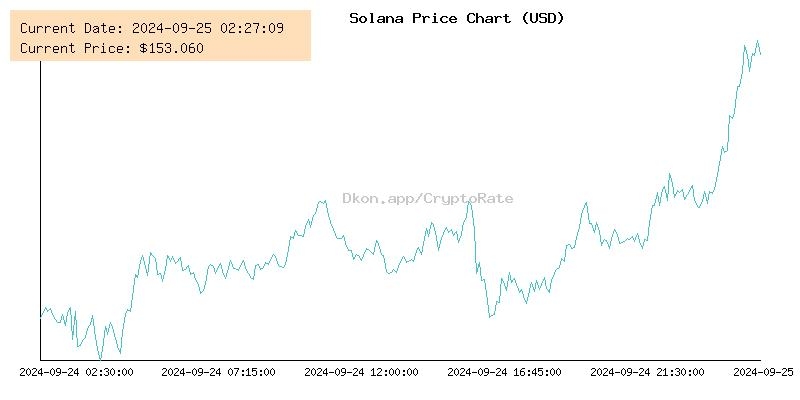 Solana Price Chart (USD)
Current Date: 2024-09-25 02:27:09
Current Price: $153.060
Dkon.app/CryptoRate
2024-09-24 02:30:00 2024-09-24 07:15:00 2024-09-24 12:00:00 2024-09-24 16:45:00 2024-09-24 21:30:00 2024-09-25